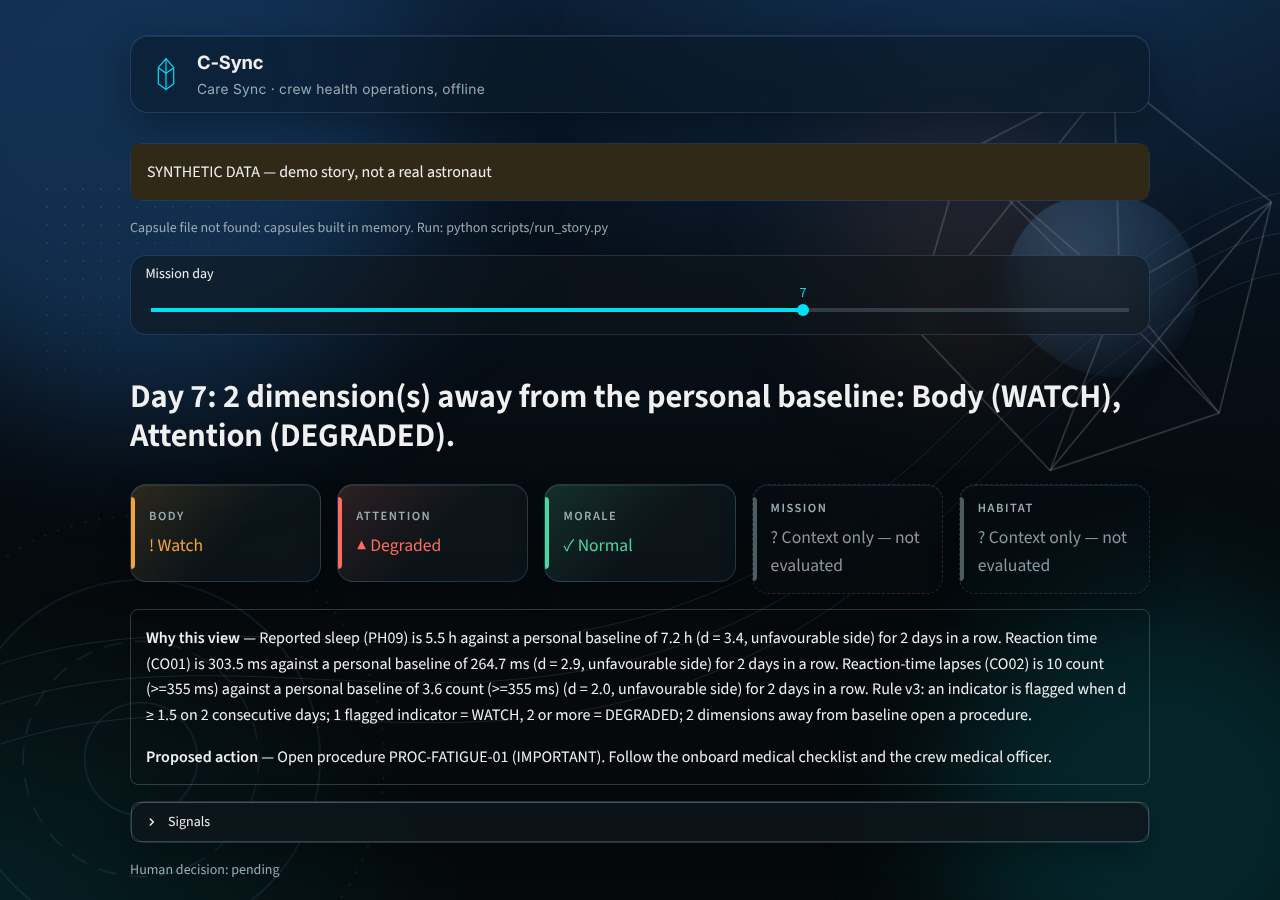 C-Sync
Care Sync · crew health operations, offline
SYNTHETIC DATA — demo story, not a real astronaut
Capsule file not found: capsules built in memory. Run: python scripts/run_story.py
Mission day
7
Day 7: 2 dimension(s) away from the personal baseline: Body (WATCH),
Attention (DEGRADED).
BODY
! Watch
ATTENTION
▲ Degraded
MORALE
✓ Normal
MISSION
? Context only — not
evaluated
HABITAT
? Context only — not
evaluated
Why this view — Reported sleep (PH09) is 5.5 h against a personal baseline of 7.2 h (d = 3.4, unfavourable side) for 2 days in a row. Reaction time
(CO01) is 303.5 ms against a personal baseline of 264.7 ms (d = 2.9, unfavourable side) for 2 days in a row. Reaction-time lapses (CO02) is 10 count
(>=355 ms) against a personal baseline of 3.6 count (>=355 ms) (d = 2.0, unfavourable side) for 2 days in a row. Rule v3: an indicator is flagged when d
≥ 1.5 on 2 consecutive days; 1 flagged indicator = WATCH, 2 or more = DEGRADED; 2 dimensions away from baseline open a procedure.
Proposed action — Open procedure PROC-FATIGUE-01 (IMPORTANT). Follow the onboard medical checklist and the crew medical officer.
Signals
Human decision: pending